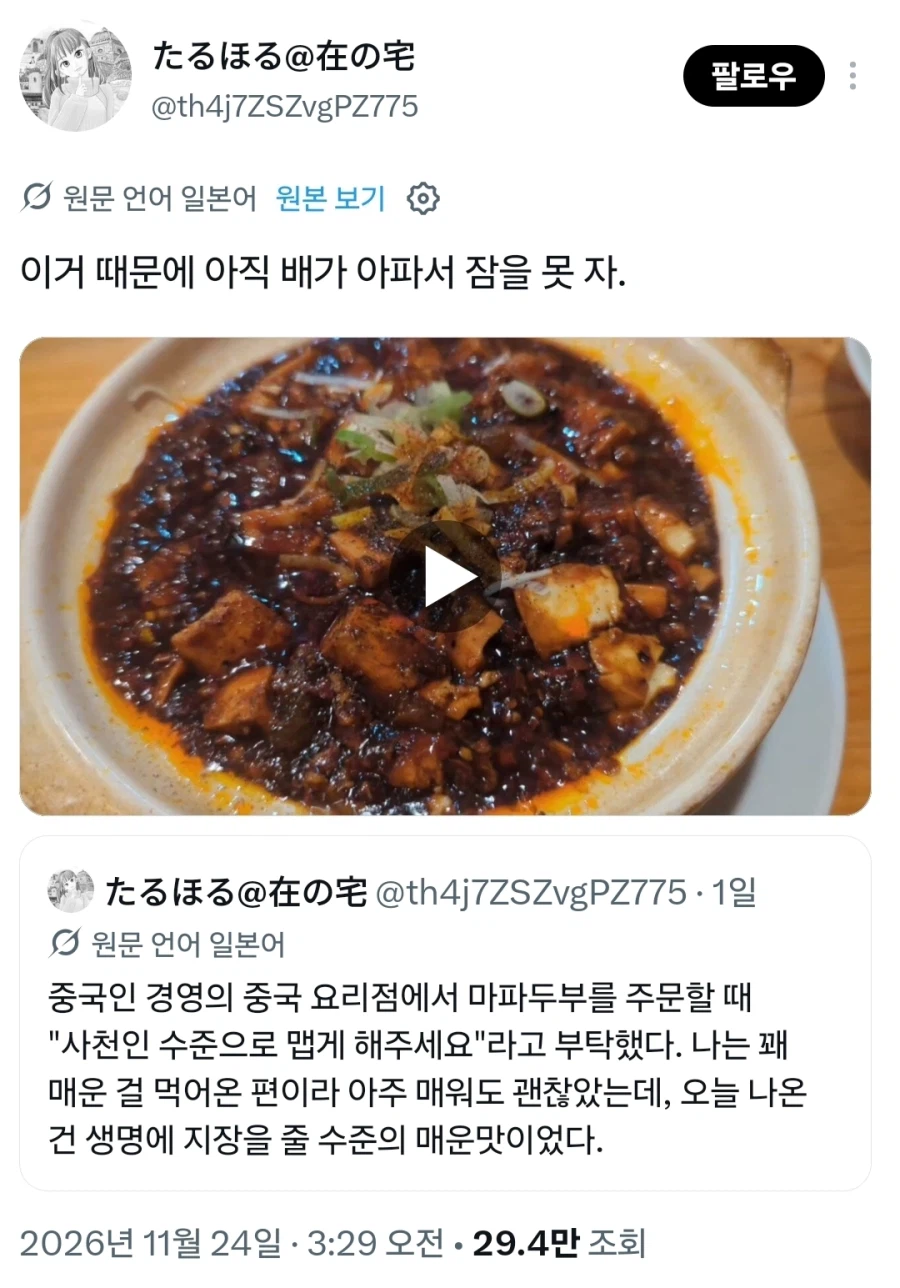 たるほる@在の宅
@th4j7ZSZvgPZ775
팔로우
원문 언어 일본어 원본 보기
이거 때문에 아직 배가 아파서 잠을 못 자.
たるほる@在の宅 @th4j7ZSZvgPZ775 · 1일
원문 언어 일본어
중국인 경영의 중국 요리점에서 마파두부를 주문할 때
"사천인 수준으로 맵게 해주세요"라고 부탁했다. 나는 꽤
매운 걸 먹어온 편이라 아주 매워도 괜찮았는데, 오늘 나온
건 생명에 지장을 줄 수준의 매운맛이었다.
2026년 11월 24일 · 3:29 오전 · 29.4만 조회